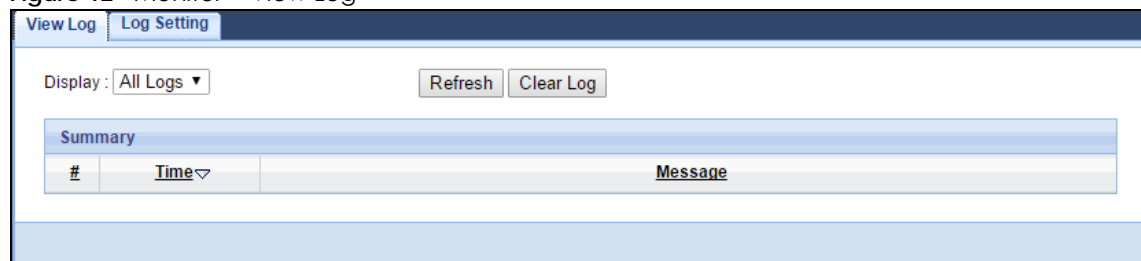 View Log Log Setting
Display : All Logs ▼ Refresh Clear Log
Summary
# Time Message